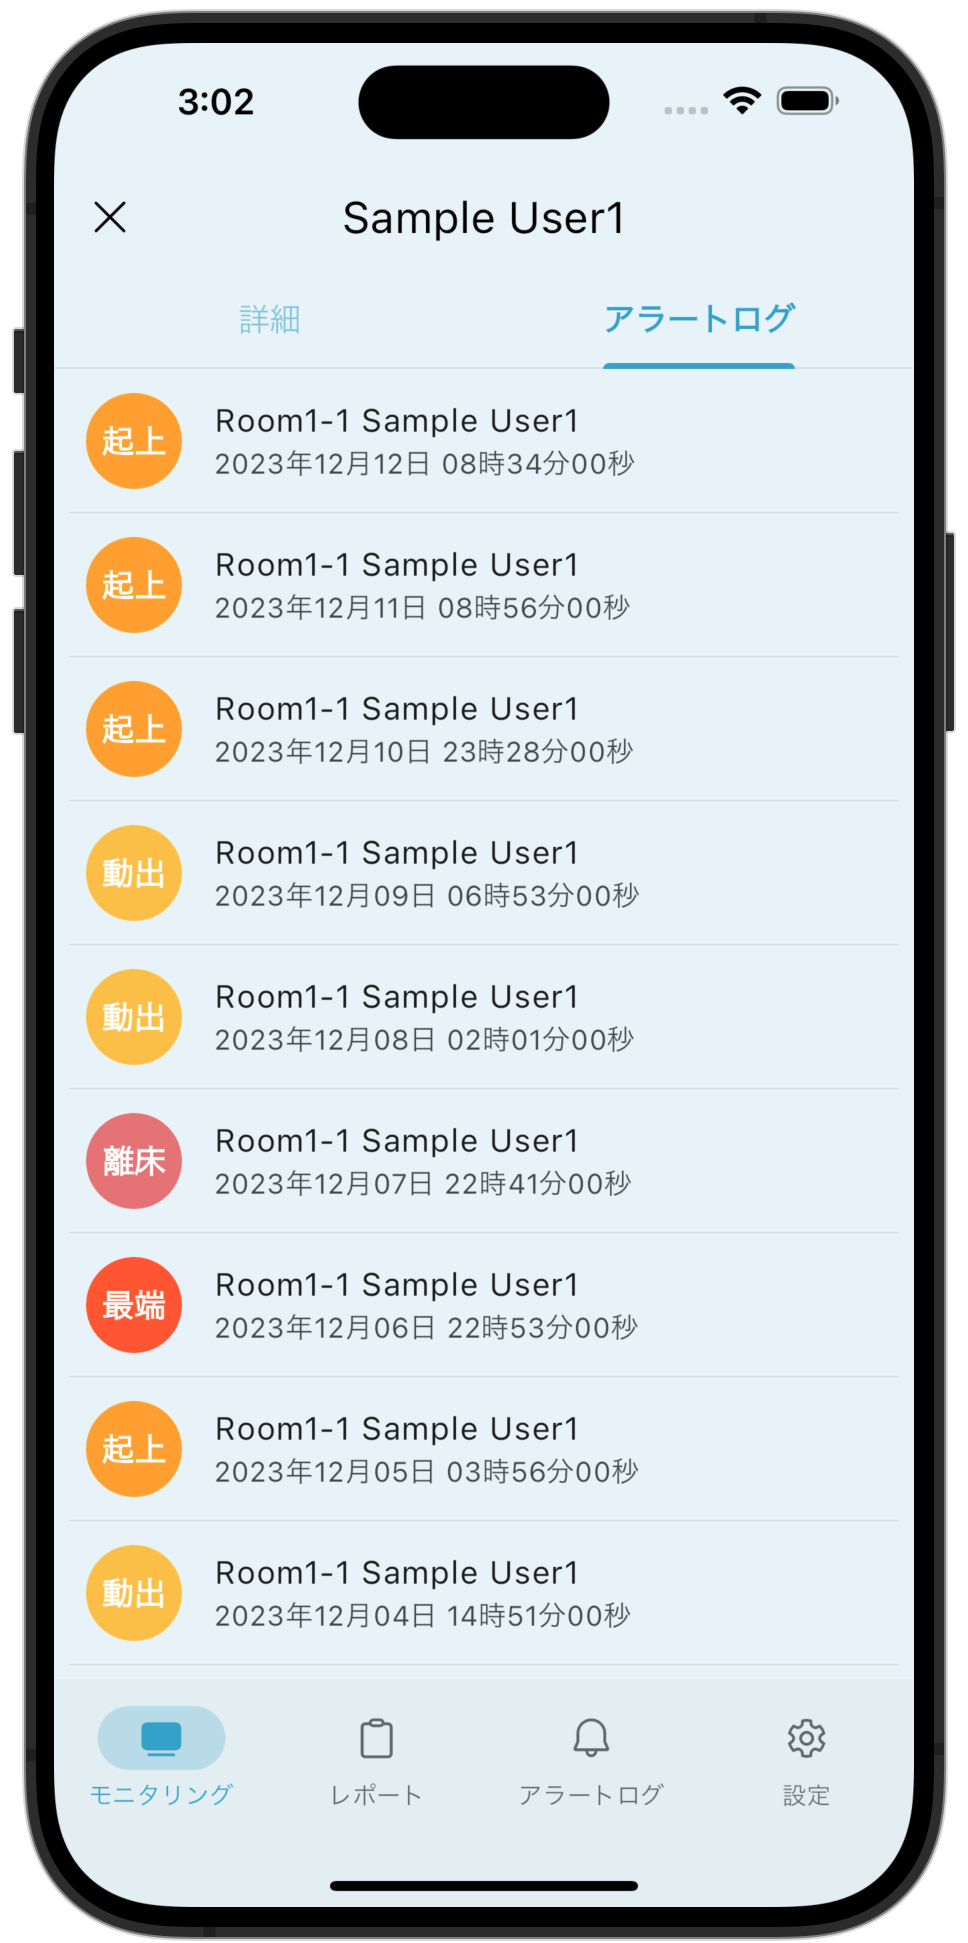 3:02
Sample User1
詳細
アラートログ
起上
Room1-1 Sample User1
2023年12月12日 08時34分00秒
起上
Room1-1 Sample User1
2023年12月11日 08時56分00秒
起上
Room1-1 Sample User1
2023年12月10日 23時28分00秒
動出
Room1-1 Sample User1
2023年12月09日 06時53分00秒
動出
Room1-1 Sample User1
2023年12月08日 02時01分00秒
離床
Room1-1 Sample User1
2023年12月07日 22時41分00秒
最端
Room1-1 Sample User1
2023年12月06日 22時53分00秒
起上
Room1-1 Sample User1
2023年12月05日 03時56分00秒
動出
Room1-1 Sample User1
2023年12月04日 14時51分00秒
モニタリング
レポート
アラートログ
設定